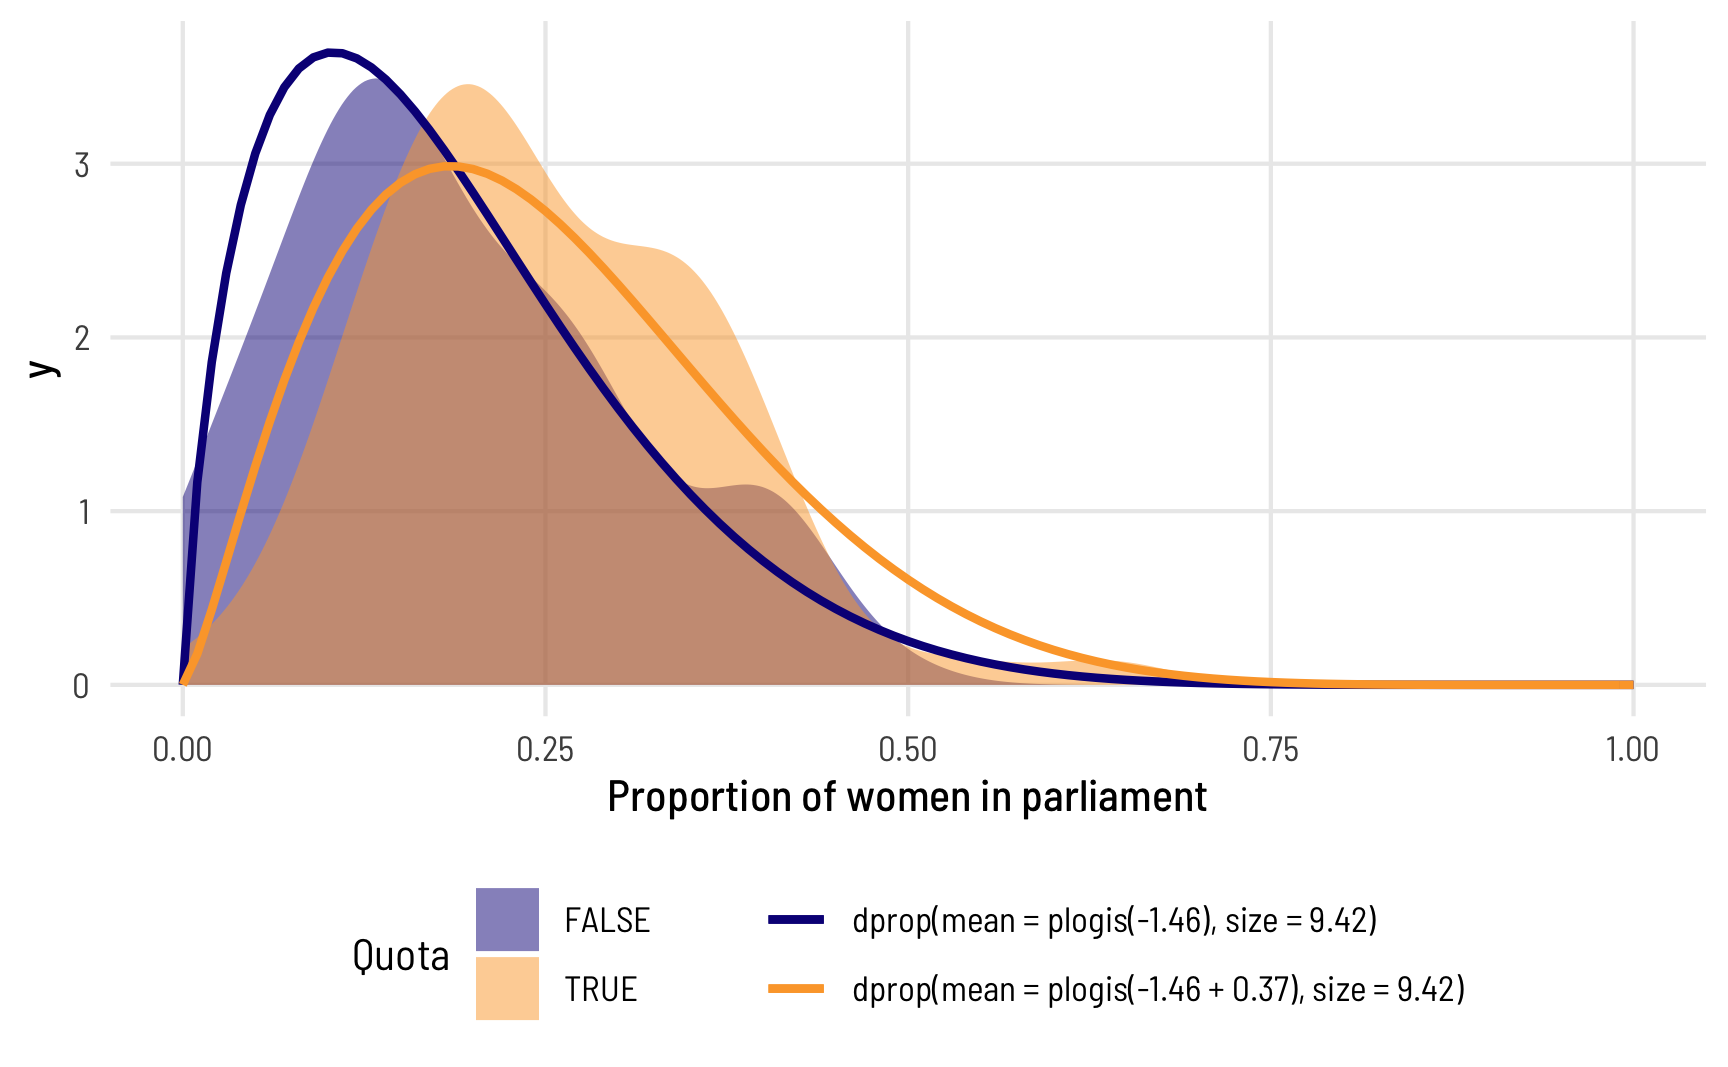 3
2
1
0
y
0.00 0.25 0.50 0.75 1.00
Proportion of women in parliament
Quota
FALSE
TRUE
dprop(mean = plogis(-1.46), size = 9.42)
dprop(mean = plogis(-1.46 + 0.37), size = 9.42)